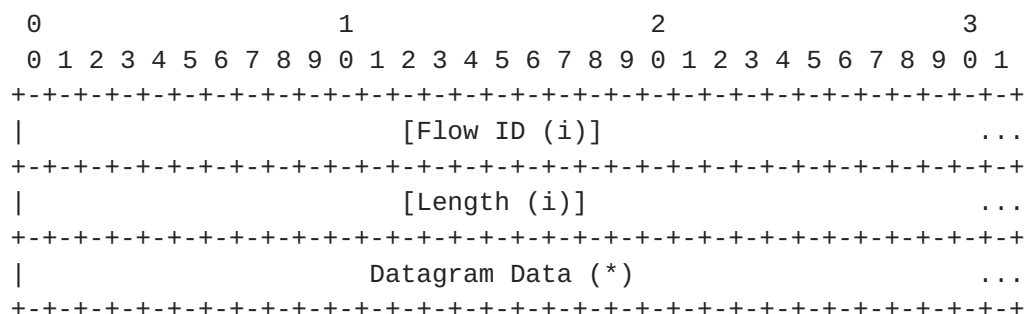 0                   1                   2                   3
 0 1 2 3 4 5 6 7 8 9 0 1 2 3 4 5 6 7 8 9 0 1 2 3 4 5 6 7 8 9 0 1
+-+-+-+-+-+-+-+-+-+-+-+-+-+-+-+-+-+-+-+-+-+-+-+-+-+-+-+-+-+-+-+-+
|                        [Flow ID (i)]                        ...
+-+-+-+-+-+-+-+-+-+-+-+-+-+-+-+-+-+-+-+-+-+-+-+-+-+-+-+-+-+-+-+-+
|                        [Length (i)]                         ...
+-+-+-+-+-+-+-+-+-+-+-+-+-+-+-+-+-+-+-+-+-+-+-+-+-+-+-+-+-+-+-+-+
|                      Datagram Data (*)                      ...
+-+-+-+-+-+-+-+-+-+-+-+-+-+-+-+-+-+-+-+-+-+-+-+-+-+-+-+-+-+-+-+-+